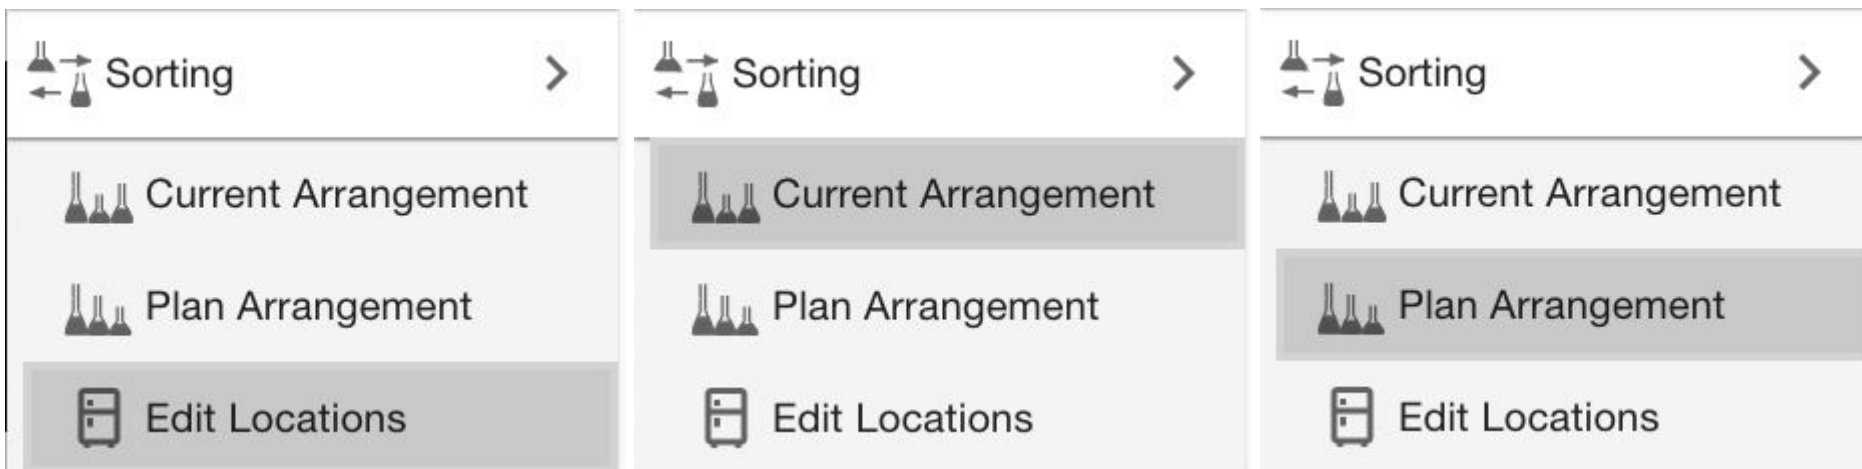 Sorting
Current Arrangement
Plan Arrangement
Edit Locations
Sorting
Current Arrangement
Plan Arrangement
Edit Locations
Sorting
Current Arrangement
Plan Arrangement
Edit Locations